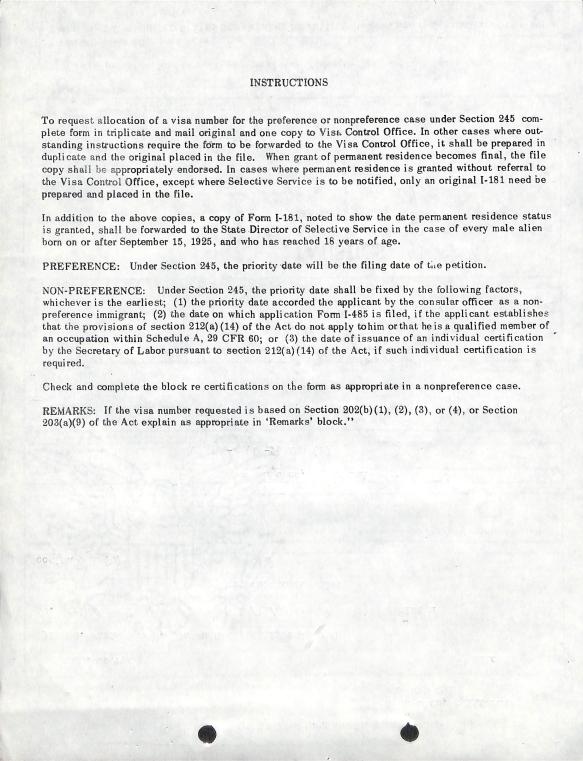 INSTRUCTIONS
To request allocation of a visa number for the preference or nonpreference case under Section 245 com-
plete form in triplicate and mail original and one copy to Visa Control Office. In other cases where out-
standing instructions require the form to be forwarded to the Visa Control Office, it shall be prepared in
duplicate and the original placed in the file. When grant of permanent residence becomes final, the file
copy shall be appropriately endorsed. In cases where permanent residence is granted without referral to
the Visa Control Office, except where Selective Service is to be notified, only an original I-181 need be
prepared and placed in the file.
In addition to the above copies, a copy of Form I-181, noted to show the date permanent residence status
is granted, shall be forwarded to the State Director of Selective Service in the case of every male alien
born on or after September 15, 1925, and who has reached 18 years of age.
PREFERENCE: Under Section 245, the priority date will be the filing date of the petition.
NON-PREFERENCE: Under Section 245, the priority date shall be fixed by the following factors,
whichever is the earliest; (1) the priority date accorded the applicant by the consular officer as a non-
preference immigrant; (2) the date on which application Form I-485 is filed, if the applicant establishes
that the provisions of section 212(a)(14) of the Act do not apply to him or that he is a qualified member of
an occupation within Schedule A, 29 CFR 60; or (3) the date of issuance of an individual certification
by the Secretary of Labor pursuant to section 212(a)(14) of the Act, if such individual certification is
required.
Check and complete the block re certifications on the form as appropriate in a nonpreference case.
REMARKS: If the visa number requested is based on Section 202(b)(1), (2), (3), or (4), or Section
203(a)(9) of the Act explain as appropriate in 'Remarks' block.''